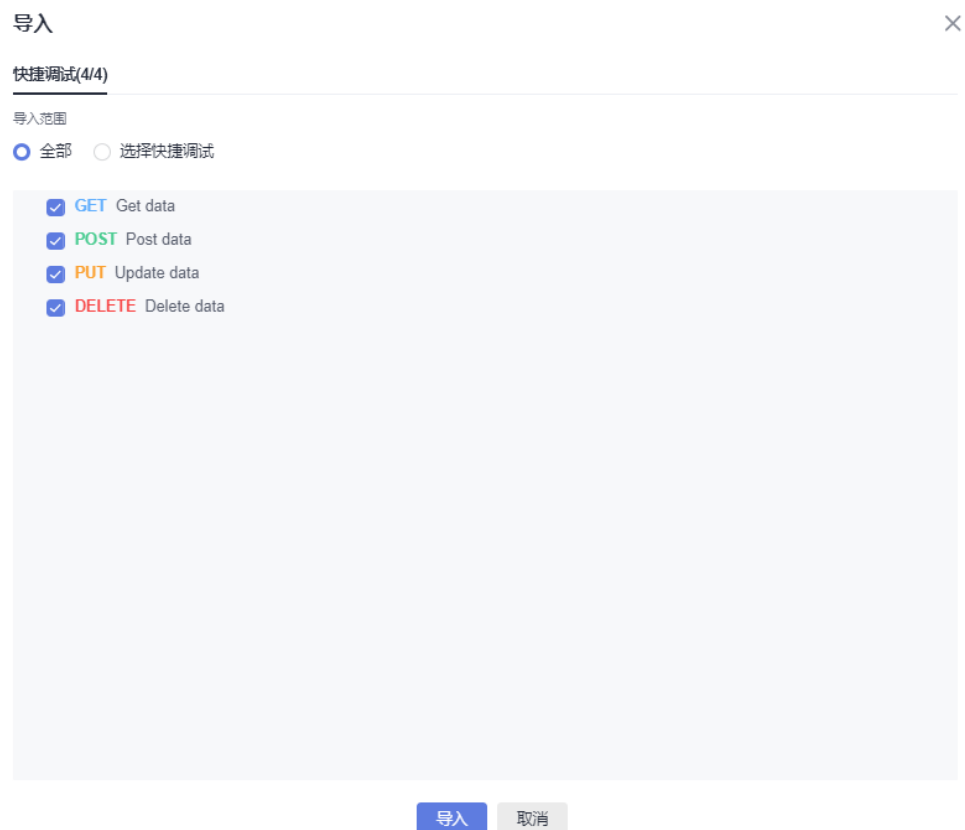 导入
快捷调试(4/4)
导入范围
全部 选择快捷调试
GET Get data
POST Post data
PUT Update data
DELETE Delete data
导入 取消